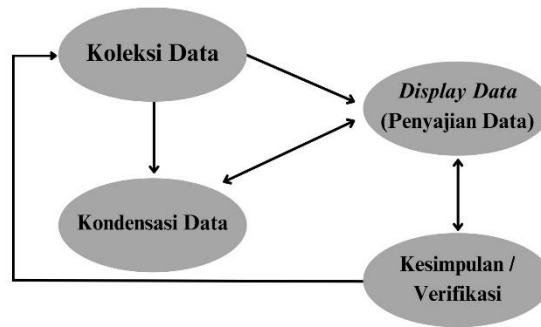 Koleksi Data
Display Data
(Penyajian Data)
Kondensasi Data
Kesimpulan /
Verifikasi